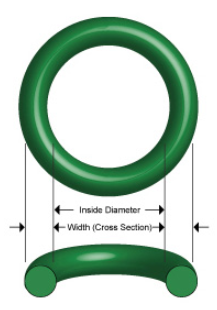 Inside Diameter
Width (Cross Section)